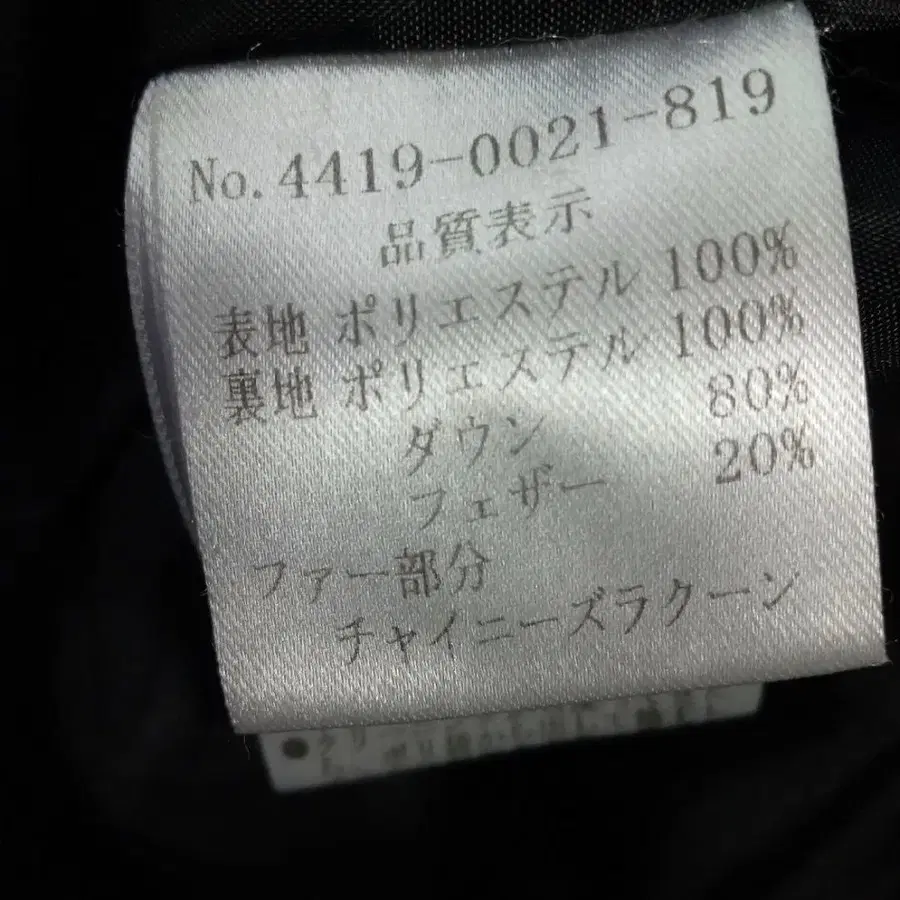 No.4419-0021-819
品質表示
表地 ポリエステル 100%
裏地 ポリエステル 100%
ダウン 80%
フェザー 20%
ファー部分
チャイニーズラクーン